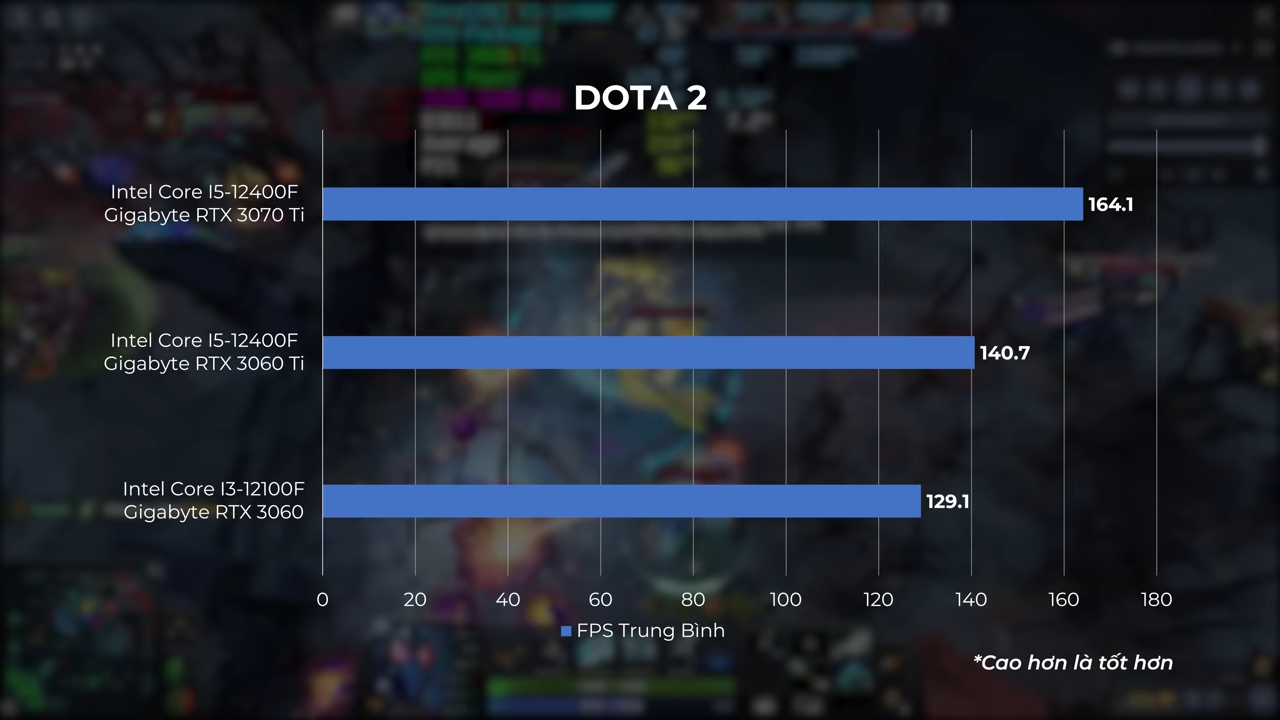 DOTA 2
Intel Core I5-12400F
Gigabyte RTX 3070 Ti
164.1
Intel Core I5-12400F
Gigabyte RTX 3060 Ti
140.7
Intel Core I3-12100F
Gigabyte RTX 3060
129.1
0 20 40 60 80 100 120 140 160 180
FPS Trung Bình
*Cao hơn là tốt hơn